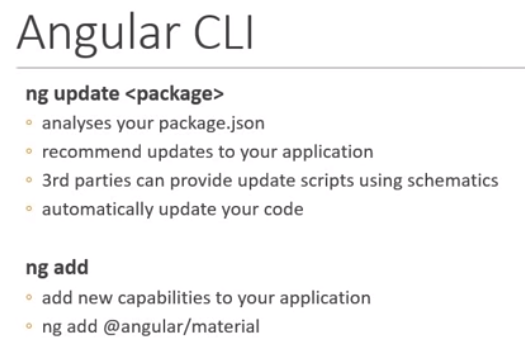 Angular CLI
ng update <package>
analyses your package.json
recommend updates to your application
3rd parties can provide update scripts using schematics
automatically update your code
ng add
add new capabilities to your application
ng add @angular/material